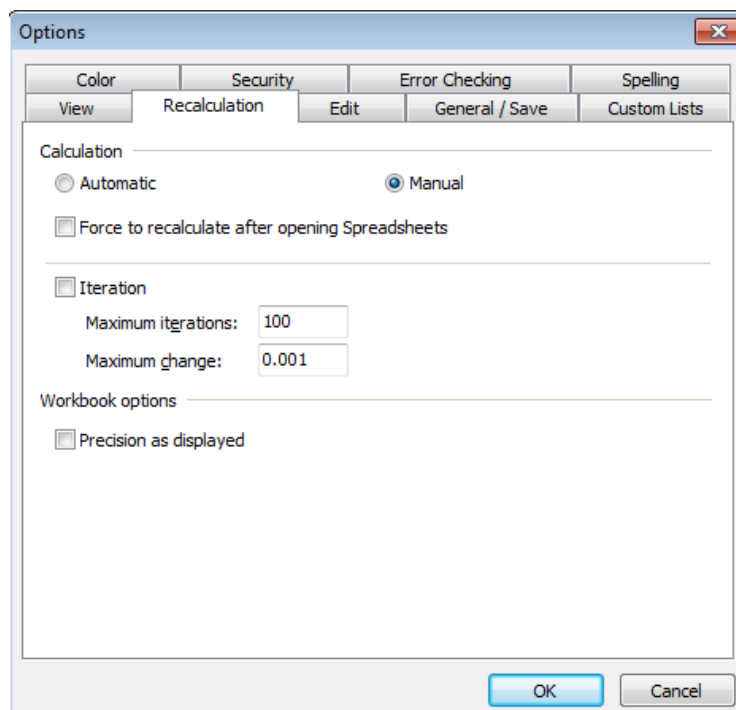 Options
Color Security Error Checking Spelling
View Recalculation Edit General / Save Custom Lists
Calculation
Automatic Manual
Force to recalculate after opening Spreadsheets
Iteration
Maximum iterations: 100
Maximum change: 0.001
Workbook options
Precision as displayed
OK Cancel